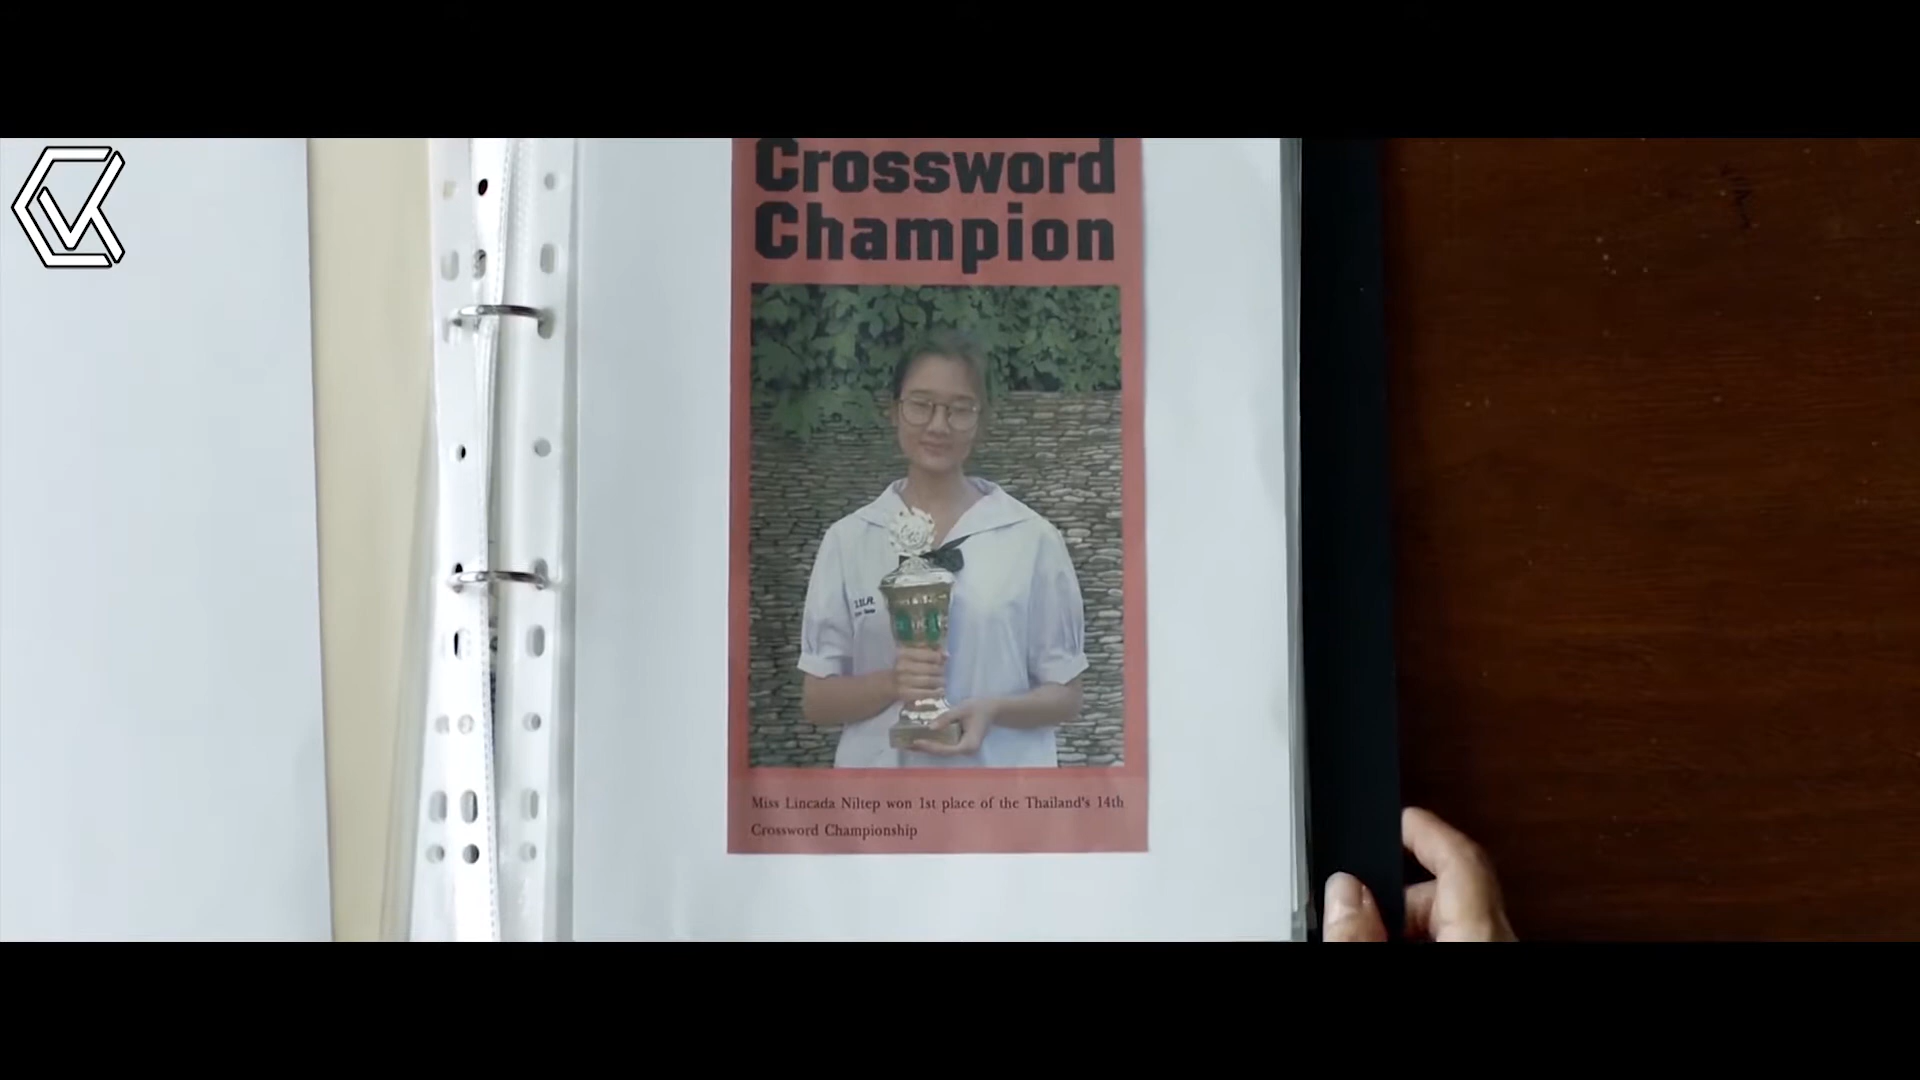 Crossword
Champion
Miss Lincada Niltep won 1st place of the Thailand's 14th
Crossword Championship